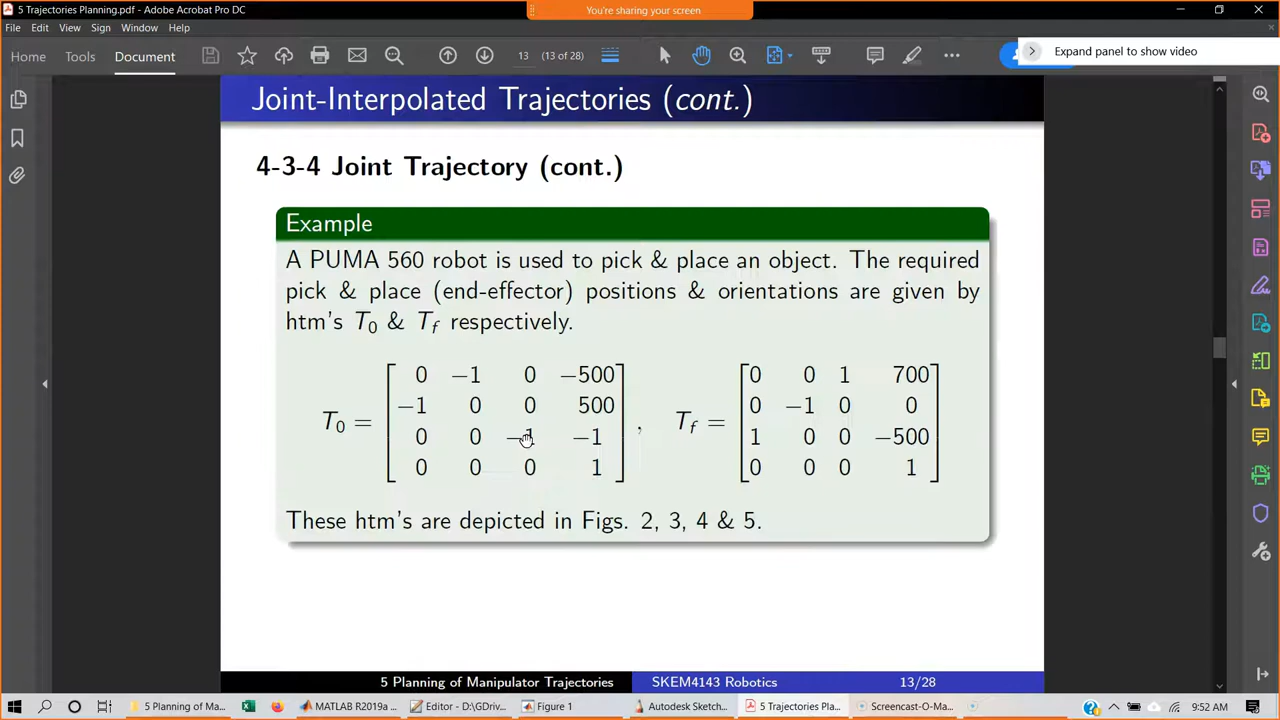 5 Trajectories Planning.pdf - Adobe Acrobat Pro DC
You're sharing your screen
File Edit View Sign Window Help
Home Tools Document 13 (13 of 28)
Expand panel to show video
Joint-Interpolated Trajectories (cont.)
4-3-4 Joint Trajectory (cont.)
Example
A PUMA 560 robot is used to pick & place an object. The required
pick & place (end-effector) positions & orientations are given by
htm's T0 & Tf respectively.
0 −1 0 −500 0 0 1 700
−1 0 0 500 0 −1 0 0
T0 = , Tf =
0 0 −1 −1 1 0 0 −500
0 0 0 1 0 0 0 1
These htm's are depicted in Figs. 2, 3, 4 & 5.
5 Planning of Manipulator Trajectories SKEM4143 Robotics 13/28
5 Planning of Ma... MATLAB R2019a ... Editor - D:\GDriv... Figure 1 Autodesk Sketch... 5 Trajectories Pla... Screencast-O-Ma... 9:52 AM